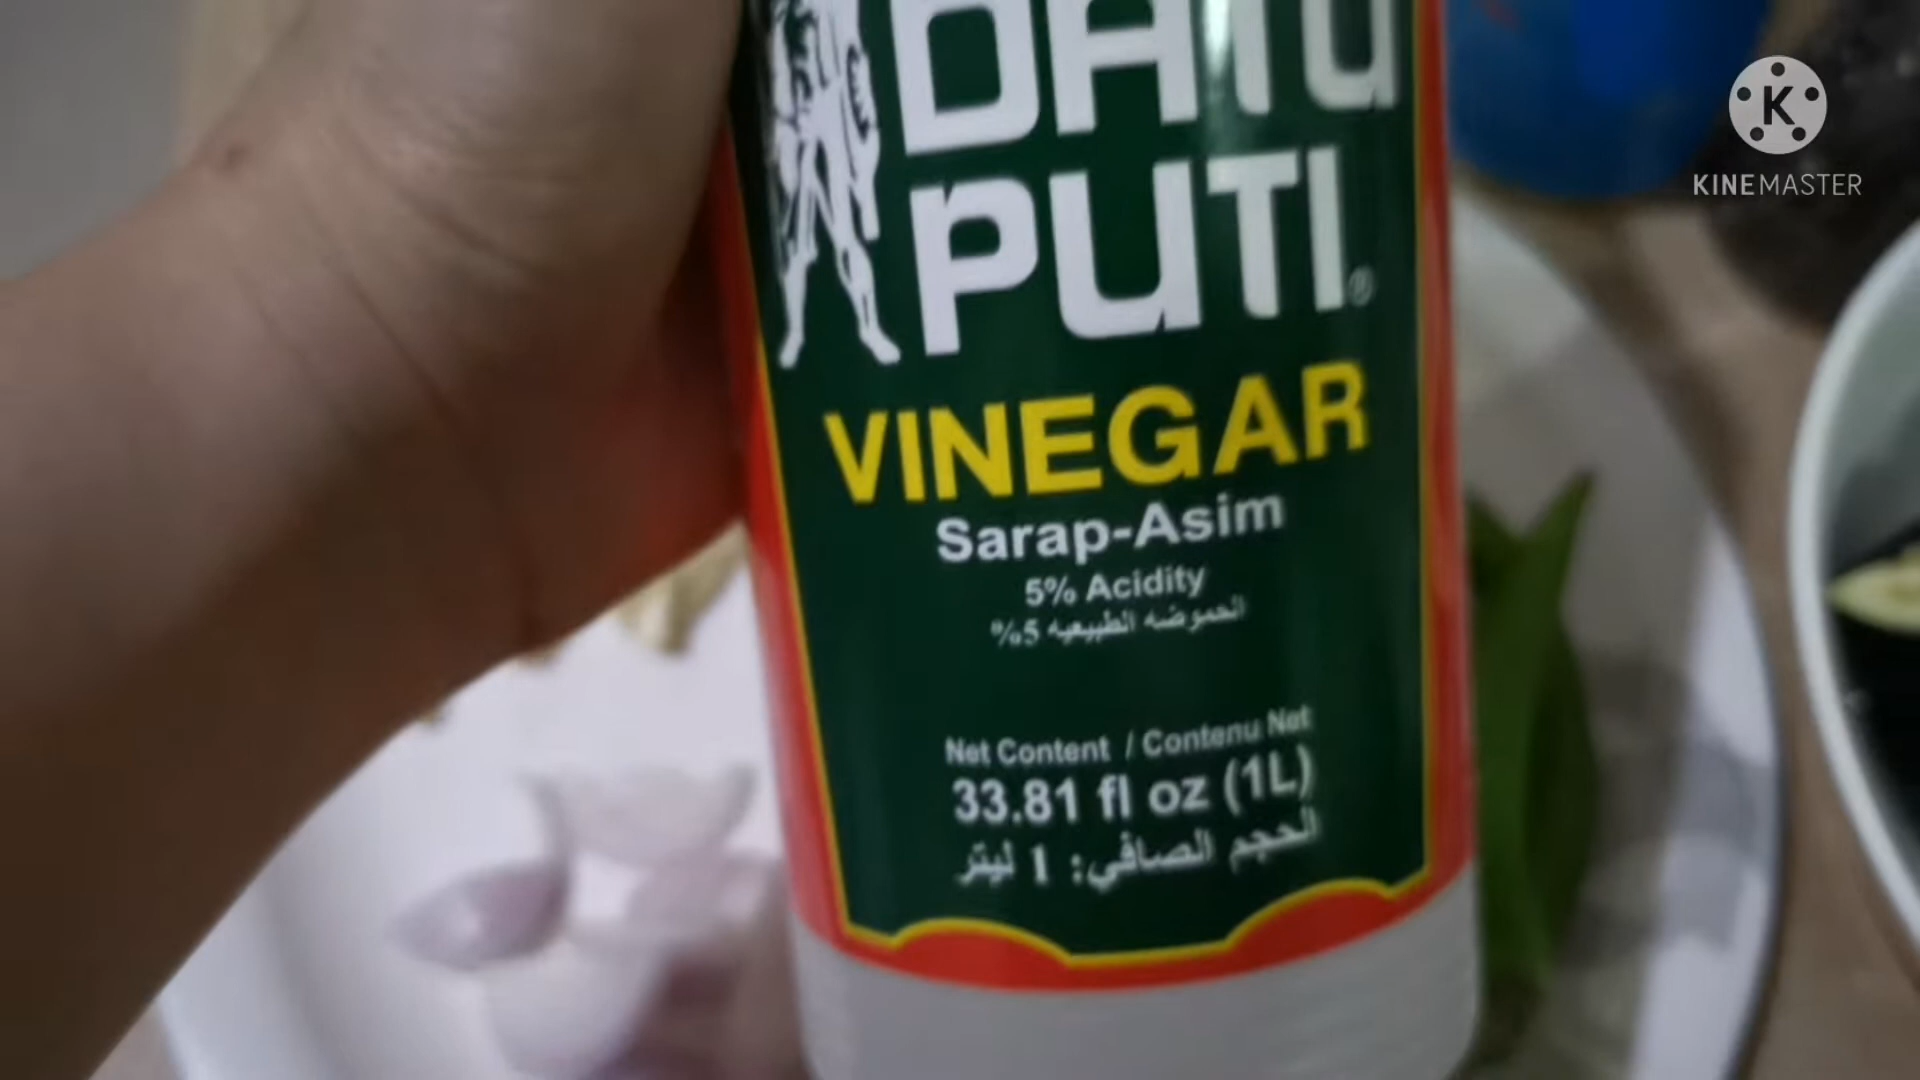 DATU
PUTI®
VINEGAR
Sarap-Asim
5% Acidity
الحموضه الطبيعيه 5%
Net Content / Contenu Net
33.81 fl oz (1L)
الحجم الصافي: 1 ليتر
K
KINEMASTER